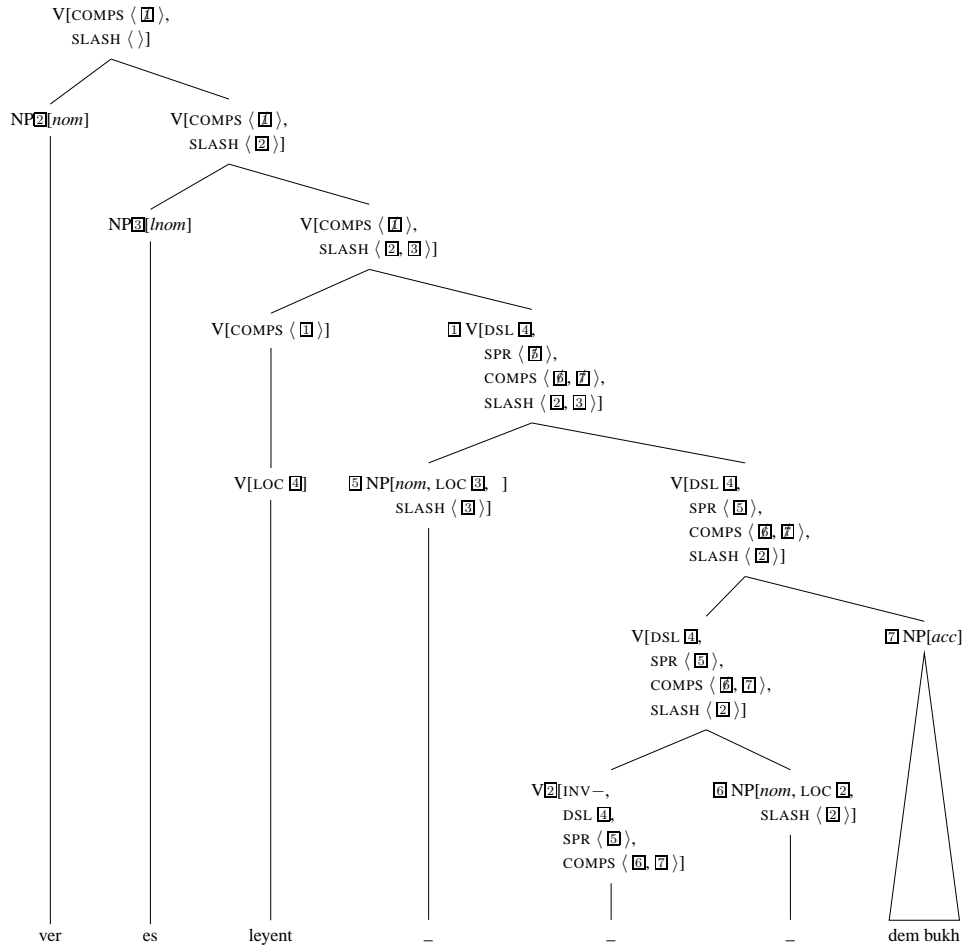 V[COMPS ⟨ 1 ⟩,
SLASH ⟨ ⟩]
NP2[nom]
V[COMPS ⟨ 1 ⟩,
SLASH ⟨ 2 ⟩]
NP3[lnom]
V[COMPS ⟨ 1 ⟩,
SLASH ⟨ 2, 3 ⟩]
V[COMPS ⟨ 1 ⟩]
1 V[DSL 4,
SPR ⟨ 5 ⟩,
COMPS ⟨ 6, 7 ⟩,
SLASH ⟨ 2, 3 ⟩]
V[LOC 4]
5 NP[nom, LOC 3, ]
SLASH ⟨ 3 ⟩]
V[DSL 4,
SPR ⟨ 5 ⟩,
COMPS ⟨ 6, 7 ⟩,
SLASH ⟨ 2 ⟩]
V[DSL 4,
SPR ⟨ 5 ⟩,
COMPS ⟨ 6, 7 ⟩,
SLASH ⟨ 2 ⟩]
7 NP[acc]
V2[INV−,
DSL 4,
SPR ⟨ 5 ⟩,
COMPS ⟨ 6, 7 ⟩]
6 NP[nom, LOC 2,
SLASH ⟨ 2 ⟩]
ver es leyent _ _ _ dem bukh